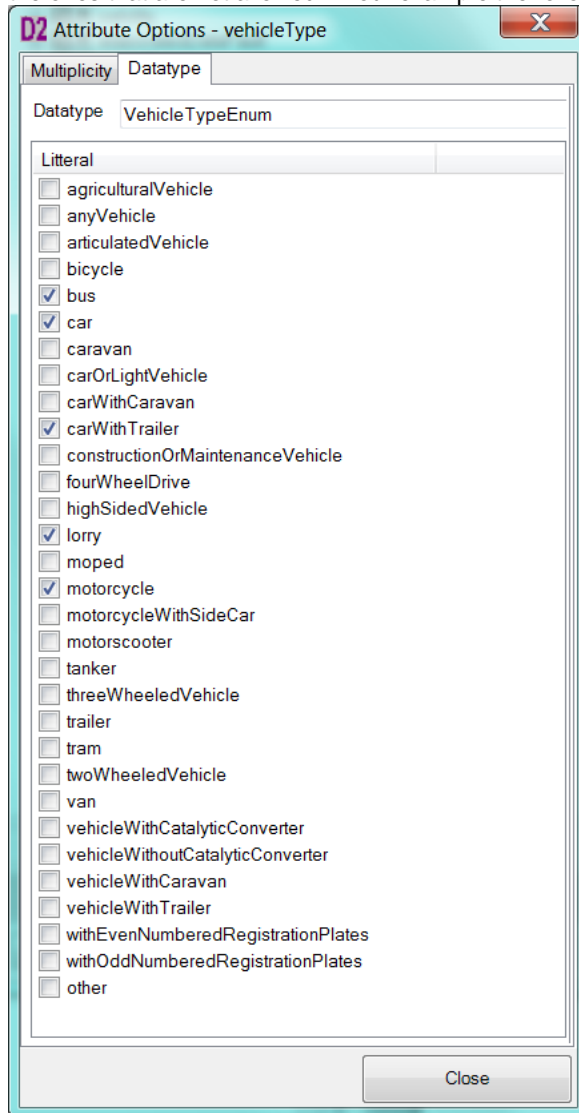 D2 Attribute Options - vehicleType
X
Multiplicity Datatype
Datatype VehicleTypeEnum
Litteral
agriculturalVehicle
anyVehicle
articulatedVehicle
bicycle
bus
car
caravan
carOrLightVehicle
carWithCaravan
carWithTrailer
constructionOrMaintenanceVehicle
fourWheelDrive
highSidedVehicle
lorry
moped
motorcycle
motorcycleWithSideCar
motorscooter
tanker
threeWheeledVehicle
trailer
tram
twoWheeledVehicle
van
vehicleWithCatalyticConverter
vehicleWithoutCatalyticConverter
vehicleWithCaravan
vehicleWithTrailer
withEvenNumberedRegistrationPlates
withOddNumberedRegistrationPlates
other
Close